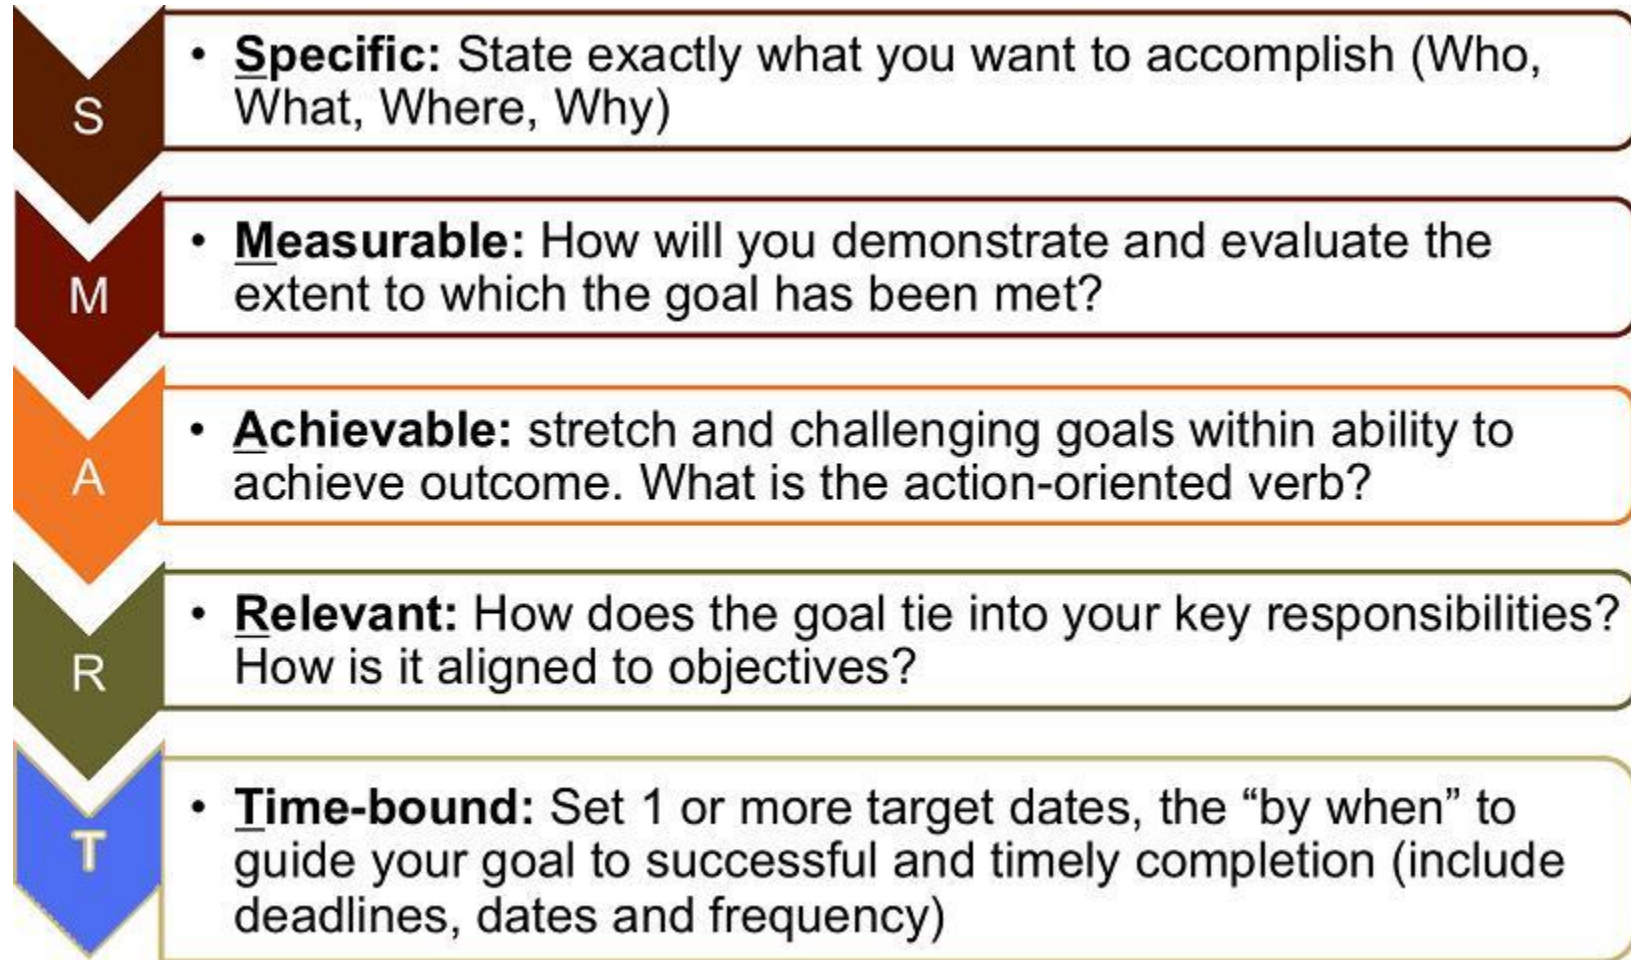 S
• Specific: State exactly what you want to accomplish (Who,
What, Where, Why)
M
• Measurable: How will you demonstrate and evaluate the
extent to which the goal has been met?
A
• Achievable: stretch and challenging goals within ability to
achieve outcome. What is the action-oriented verb?
R
• Relevant: How does the goal tie into your key responsibilities?
How is it aligned to objectives?
T
• Time-bound: Set 1 or more target dates, the “by when” to
guide your goal to successful and timely completion (include
deadlines, dates and frequency)